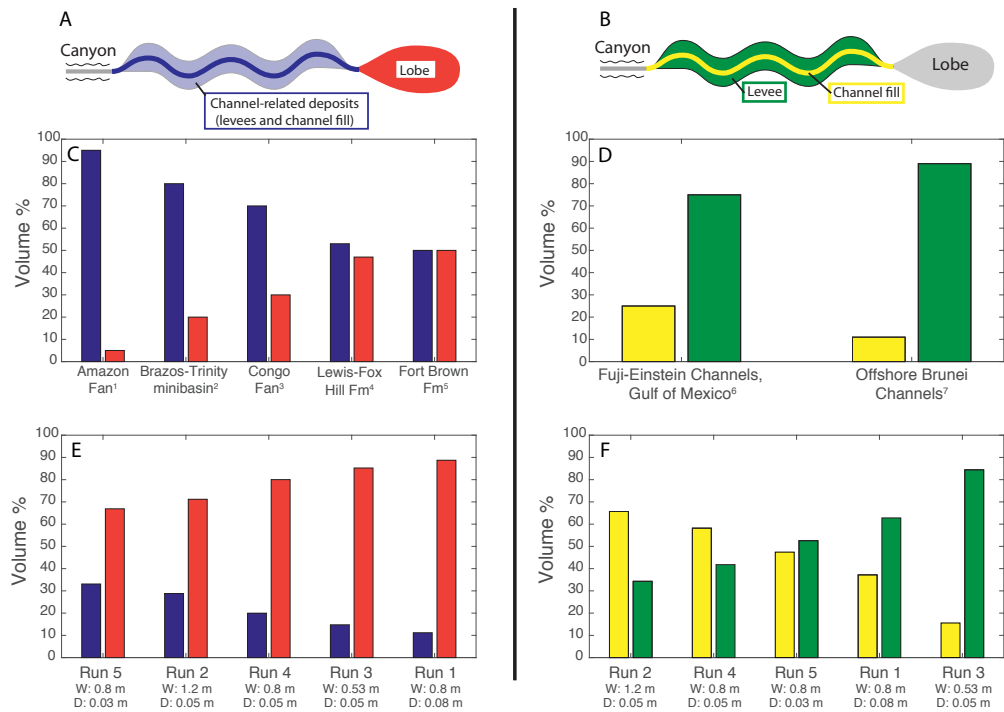 A
Canyon
Lobe
Channel-related deposits
(levees and channel fill)
B
Canyon
Lobe
Levee
Channel fill
C
Volume %
100
90
80
70
60
50
40
30
20
10
0
Amazon
Fan¹
Brazos-Trinity
minibasin²
Congo
Fan³
Lewis-Fox
Hill Fm⁴
Fort Brown
Fm⁵
D
Volume %
100
90
80
70
60
50
40
30
20
10
0
Fuji-Einstein Channels,
Gulf of Mexico⁶
Offshore Brunei
Channels⁷
E
Volume %
100
90
80
70
60
50
40
30
20
10
0
Run 5
W: 0.8 m
D: 0.03 m
Run 2
W: 1.2 m
D: 0.05 m
Run 4
W: 0.8 m
D: 0.05 m
Run 3
W: 0.53 m
D: 0.05 m
Run 1
W: 0.8 m
D: 0.08 m
F
Volume %
100
90
80
70
60
50
40
30
20
10
0
Run 2
W: 1.2 m
D: 0.05 m
Run 4
W: 0.8 m
D: 0.05 m
Run 5
W: 0.8 m
D: 0.03 m
Run 1
W: 0.8 m
D: 0.08 m
Run 3
W: 0.53 m
D: 0.05 m